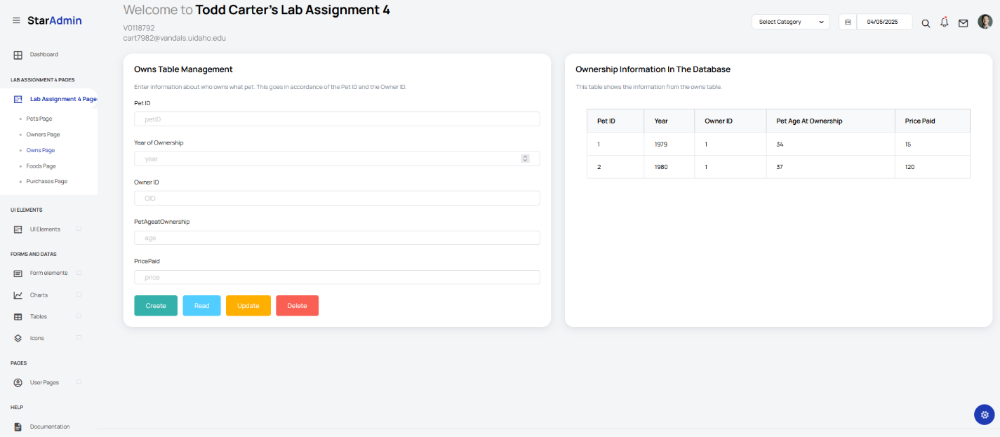 StarAdmin
Welcome to Todd Carter's Lab Assignment 4
V0118792
cart7982@vandals.uidaho.edu
Select Category
04/05/2025
Dashboard
LAB ASSIGNMENT 4 PAGES
Lab Assignment 4 Page
Pets Page
Owners Page
Owns Page
Foods Page
Purchases Page
UI ELEMENTS
UI Elements
FORMS AND DATAS
Form elements
Charts
Tables
Icons
PAGES
User Pages
HELP
Documentation
Owns Table Management
Enter information about who owns what pet. This goes in accordance of the Pet ID and the Owner ID.
Pet ID
petID
Year of Ownership
year
Owner ID
OID
PetAgeatOwnership
age
PricePaid
price
Create Read Update Delete
Ownership Information In The Database
This table shows the information from the owns table.
Pet ID Year Owner ID Pet Age At Ownership Price Paid
1 1979 1 34 15
2 1980 1 37 120